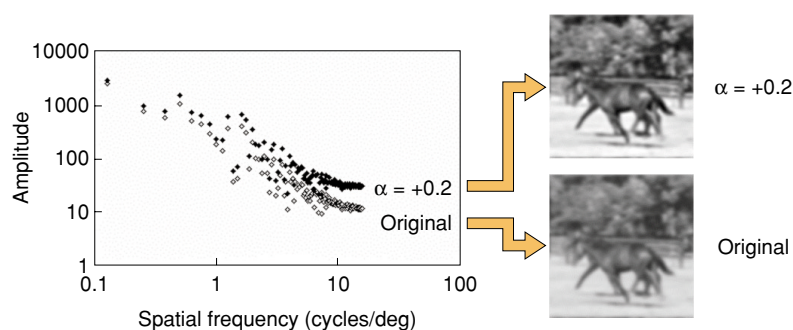 10000
1000
100
10
1
0.1
1
10
100
Amplitude
Spatial frequency (cycles/deg)
α = +0.2
Original
α = +0.2
Original